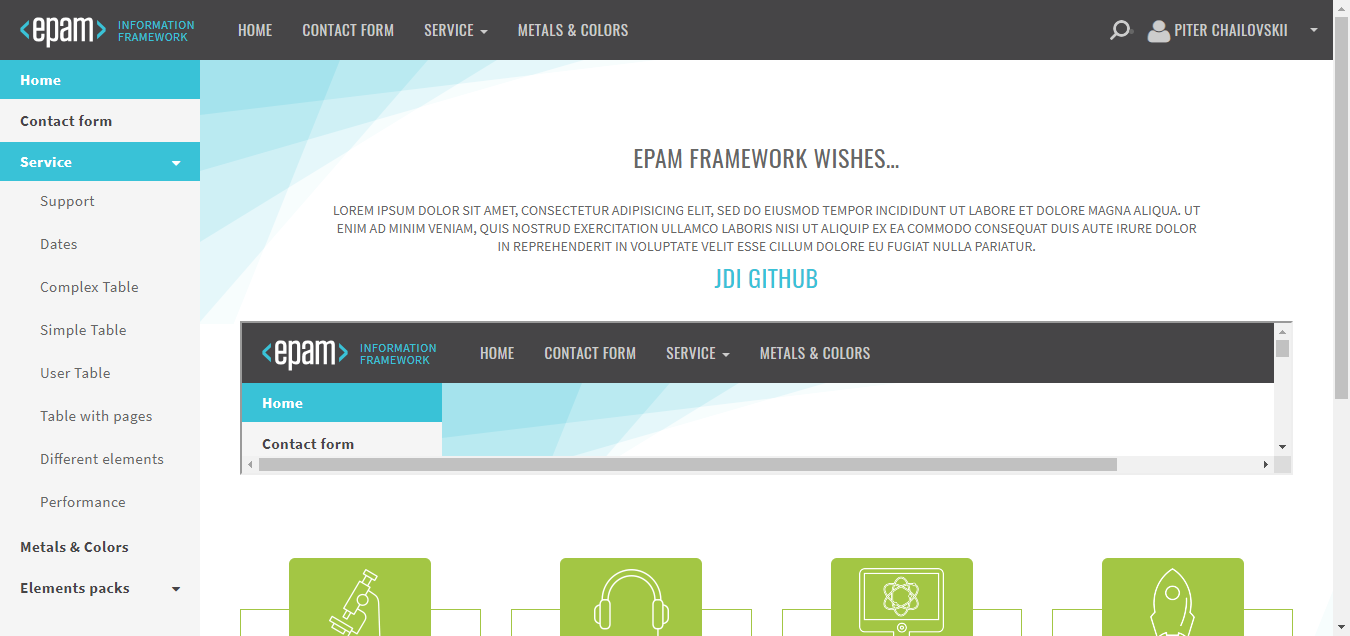 <epam> INFORMATION FRAMEWORK HOME CONTACT FORM SERVICE METALS & COLORS PITER CHAILOVSKII
Home
Contact form
Service
Support
Dates
Complex Table
Simple Table
User Table
Table with pages
Different elements
Performance
Metals & Colors
Elements packs
EPAM FRAMEWORK WISHES…
LOREM IPSUM DOLOR SIT AMET, CONSECTETUR ADIPISICING ELIT, SED DO EIUSMOD TEMPOR INCIDIDUNT UT LABORE ET DOLORE MAGNA ALIQUA. UT
ENIM AD MINIM VENIAM, QUIS NOSTRUD EXERCITATION ULLAMCO LABORIS NISI UT ALIQUIP EX EA COMMODO CONSEQUAT DUIS AUTE IRURE DOLOR
IN REPREHENDERIT IN VOLUPTATE VELIT ESSE CILLUM DOLORE EU FUGIAT NULLA PARIATUR.
JDI GITHUB
<epam> INFORMATION FRAMEWORK HOME CONTACT FORM SERVICE METALS & COLORS
Home
Contact form